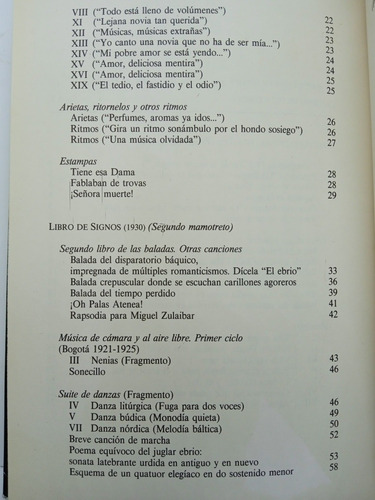 VIII ("Todo está lleno de volúmenes") 22
XI ("Lejana novia tan querida") 22
XII ("Músicas, músicas extrañas") 23
XIII ("Yo canto una novia que no ha de ser mía...") 23
XIV ("Mi pobre amor se está yendo...") 24
XV ("Amor, deliciosa mentira") 24
XVI ("Amor, deliciosa mentira") 25
XIX ("El tedio, el fastidio y el odio") 25
Arietas, ritornelos y otros ritmos
Arietas ("Perfumes, aromas ya idos...") 26
Ritmos ("Gira un ritmo sonámbulo por el hondo sosiego") 26
Ritmos ("Una música olvidada") 27
Estampas
Tiene esa Dama 28
Fablaban de trovas 28
¡Señora muerte! 29
LIBRO DE SIGNOS (1930) (Segundo mamotreto)
Segundo libro de las baladas. Otras canciones
Balada del disparatorio báquico,
impregnada de múltiples romanticismos. Dícela "El ebrio" 33
Balada crepuscular donde se escuchan carillones agoreros 36
Balada del tiempo perdido 39
¡Oh Palas Atenea! 41
Rapsodia para Miguel Zulaibar 42
Música de cámara y al aire libre. Primer ciclo
(Bogotá 1921-1925)
III Nenias (Fragmento) 43
Sonecillo 46
Suite de danzas (Fragmento)
IV Danza litúrgica (Fuga para dos voces) 46
V Danza búdica (Monodía quieta) 49
VII Danza nórdica (Melodía báltica) 50
Breve canción de marcha 52
Poema equívoco del juglar ebrio:
sonata latebrante urdida en antiguo y en nuevo 53
Esquema de un quatuor elegíaco en do sostenido menor 58